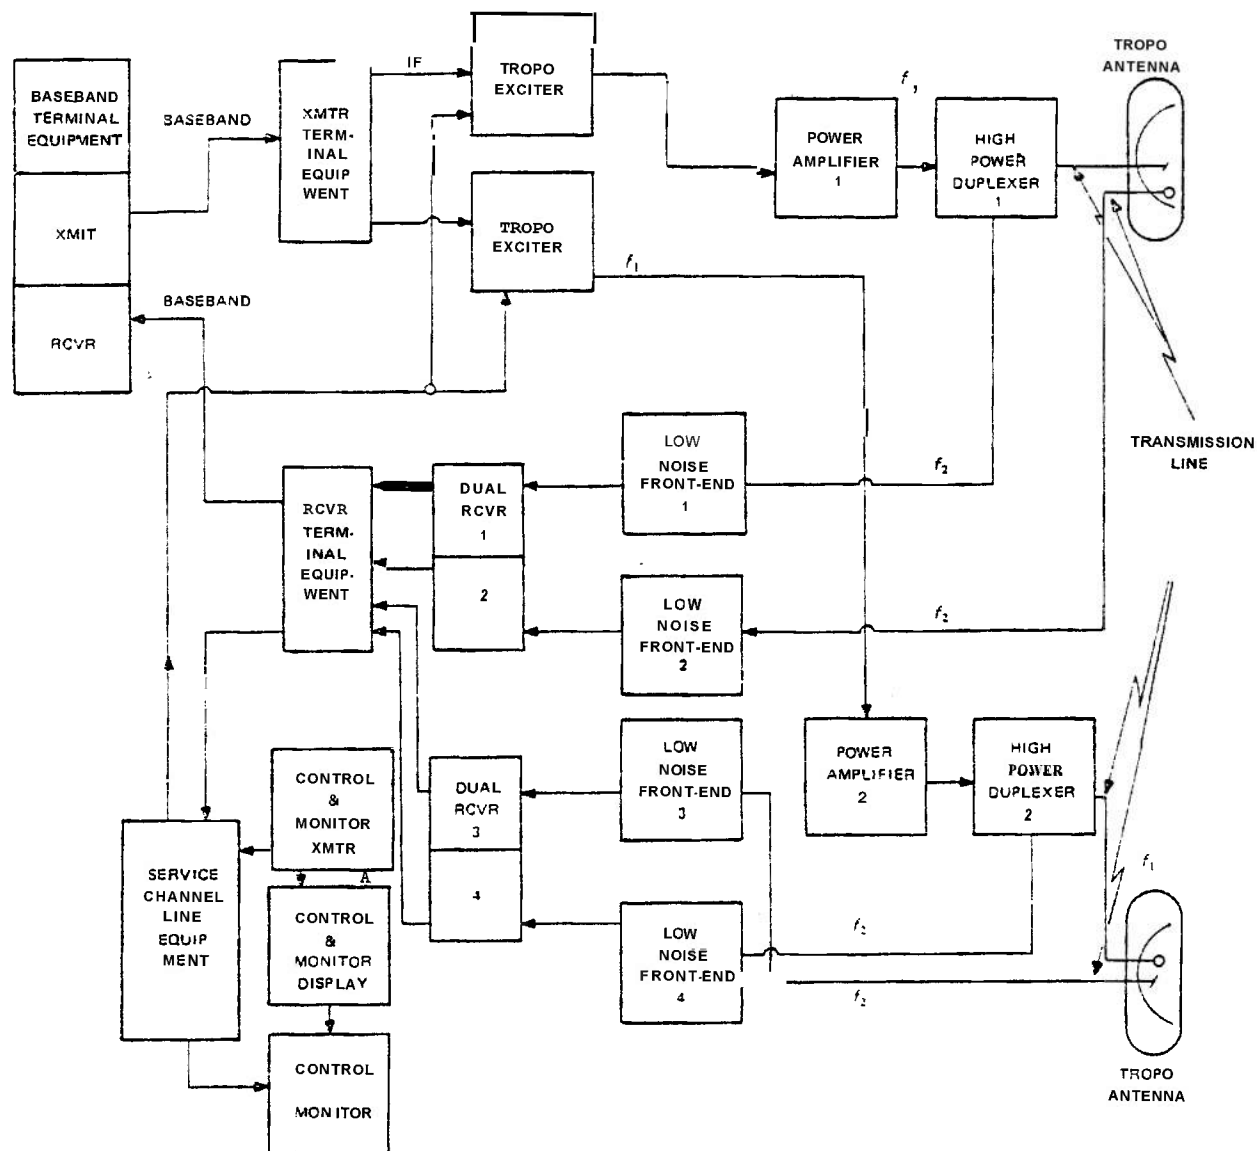 BASEBAND
TERMINAL
EQUIPMENT
XMIT
RCVR
BASEBAND
BASEBAND
XMTR
TERM-
INAL
EQUIP
WENT
IF
TROPO
EXCITER
TROPO
EXCITER
f1
POWER
AMPLIFIER
1
f,
HIGH
POWER
DUPLEXER
1
TROPO
ANTENNA
TRANSMISSION
LINE
RCVR
TERM-
INAL
EQUIP-
WENT
DUAL
RCVR
1
2
LOW
NOISE
FRONT-END
1
f2
LOW
NOISE
FRONT-END
2
f2
LOW
NOISE
FRONT-END
3
POWER
AMPLIFIER
2
HIGH
POWER
DUPLEXER
2
CONTROL
&
MONITOR
XMTR
A
DUAL
RCVR
3
4
SERVICE
CHANNEL
LINE
EQUIP
MENT
CONTROL
&
MONITOR
DISPLAY
LOW
NOISE
FRONT-END
4
f2
f2
f1
CONTROL
MONITOR
TROPO
ANTENNA